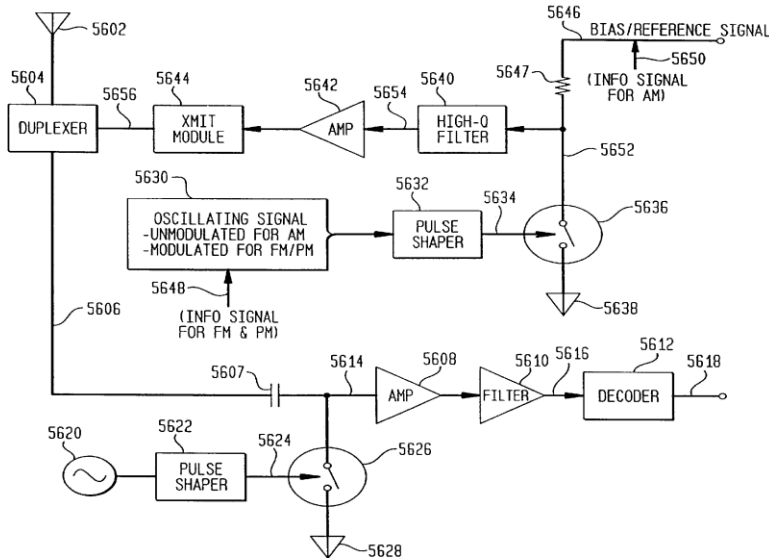 5602
5646
BIAS/REFERENCE SIGNAL
5604
5644
5642
5640
5647
5650
(INFO SIGNAL
FOR AM)
5656
5654
DUPLEXER
XMIT
MODULE
AMP
HIGH-Q
FILTER
5652
5630
5632
5634
5636
OSCILLATING SIGNAL
-UNMODULATED FOR AM
-MODULATED FOR FM/PM
PULSE
SHAPER
5648
5638
(INFO SIGNAL
FOR FM & PM)
5606
5607
5614
5608
5610
5616
5612
5618
AMP
FILTER
DECODER
5620
5622
5624
5626
PULSE
SHAPER
5628